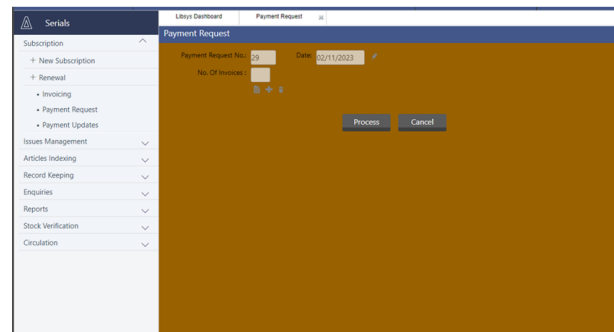 Serials
Libsys Dashboard
Payment Request
Payment Request
Subscription
+ New Subscription
+ Renewal
• Invoicing
• Payment Request
• Payment Updates
Issues Management
Articles Indexing
Record Keeping
Enquiries
Reports
Stock Verification
Circulation
Payment Request No.: 29 Date: 02/11/2023
No. Of Invoices :
Process Cancel